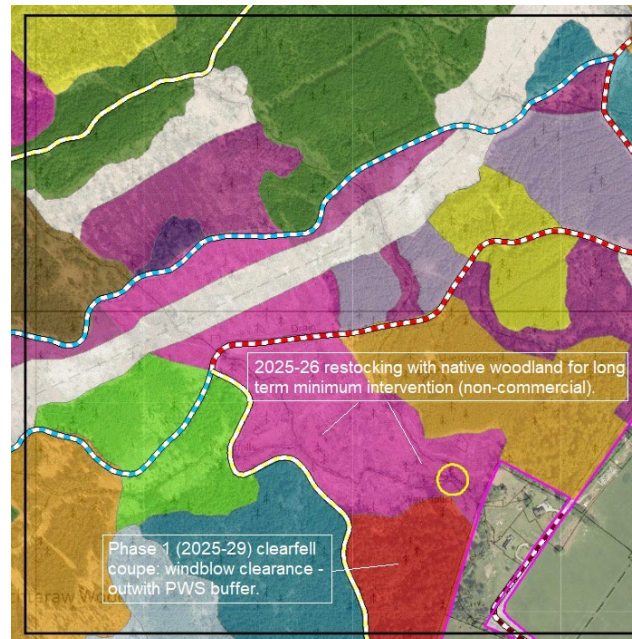 Drain
2025-26 restocking with native woodland for long
term minimum intervention (non-commercial).
Phase 1 (2025-29) clearfell
coupe: windblow clearance -
outwith PWS buffer.